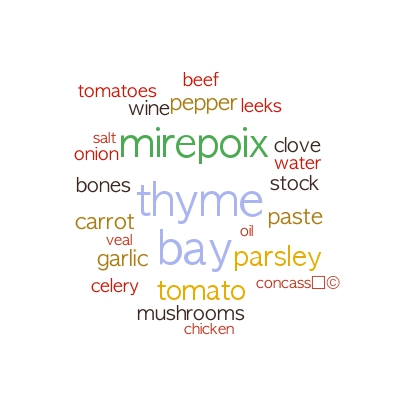 beef
tomatoes
wine
pepper
leeks
salt
mirepoix
clove
onion
water
bones
thyme
stock
carrot
paste
veal
oil
garlic
bay
parsley
celery
tomato
concass□©
mushrooms
chicken